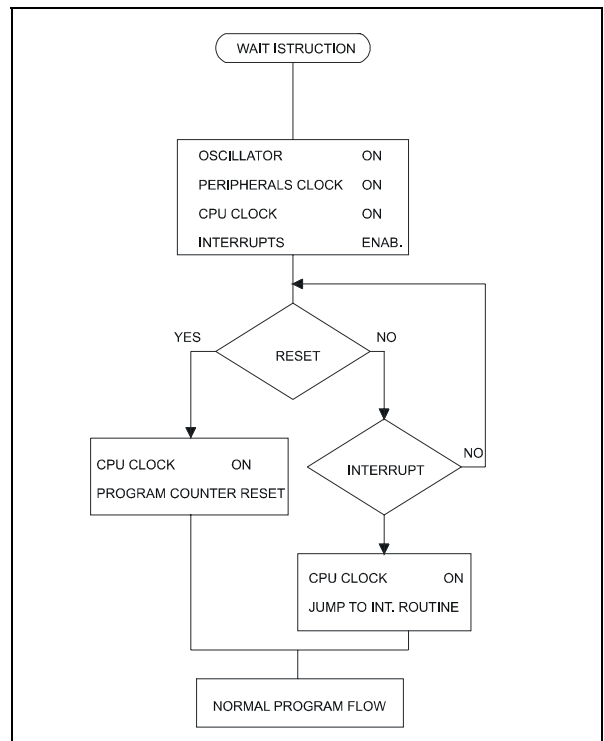 WAIT ISTRUCTION
OSCILLATOR ON
PERIPHERALS CLOCK ON
CPU CLOCK ON
INTERRUPTS ENAB.
YES
NO
RESET
CPU CLOCK ON
PROGRAM COUNTER RESET
INTERRUPT
NO
CPU CLOCK ON
JUMP TO INT. ROUTINE
NORMAL PROGRAM FLOW